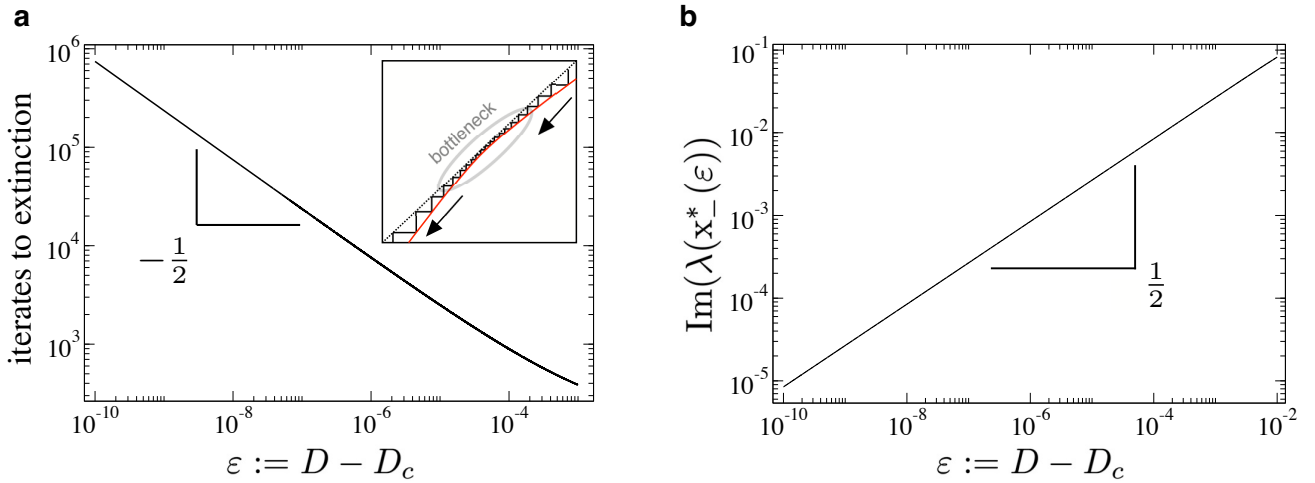 a
iterates to extinction
10^6
10^5
10^4
10^3
10^-10
10^-8
10^-6
10^-4
ε := D − D_c
− 1/2
bottleneck
b
Im(λ(x*_−(ε)))
10^-1
10^-2
10^-3
10^-4
10^-5
10^-10
10^-8
10^-6
10^-4
10^-2
ε := D − D_c
1/2